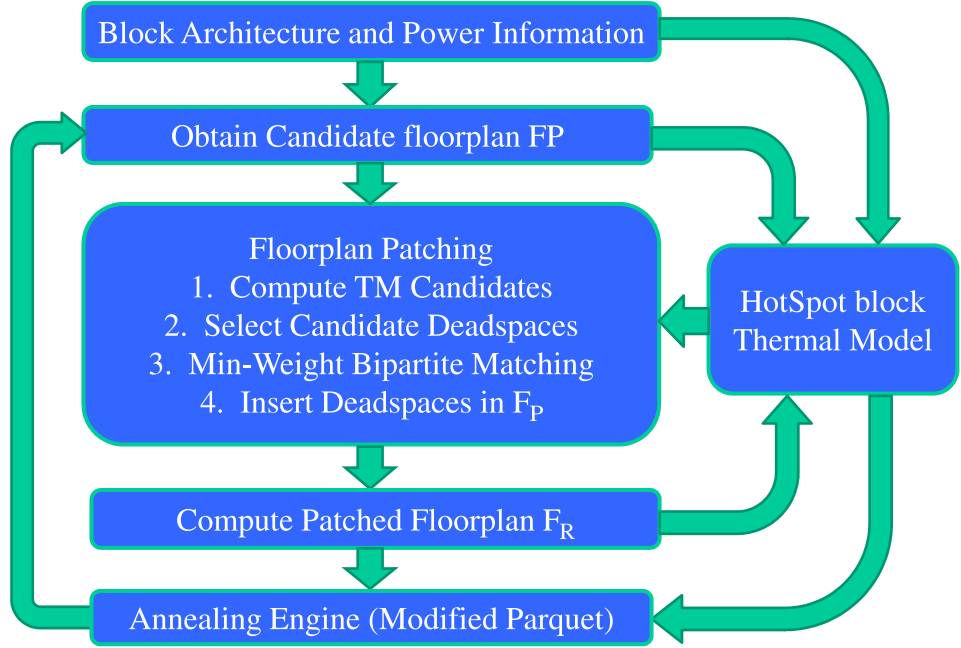 Block Architecture and Power Information
Obtain Candidate floorplan FP
Floorplan Patching
1. Compute TM Candidates
2. Select Candidate Deadspaces
3. Min-Weight Bipartite Matching
4. Insert Deadspaces in F_P
HotSpot block
Thermal Model
Compute Patched Floorplan F_R
Annealing Engine (Modified Parquet)